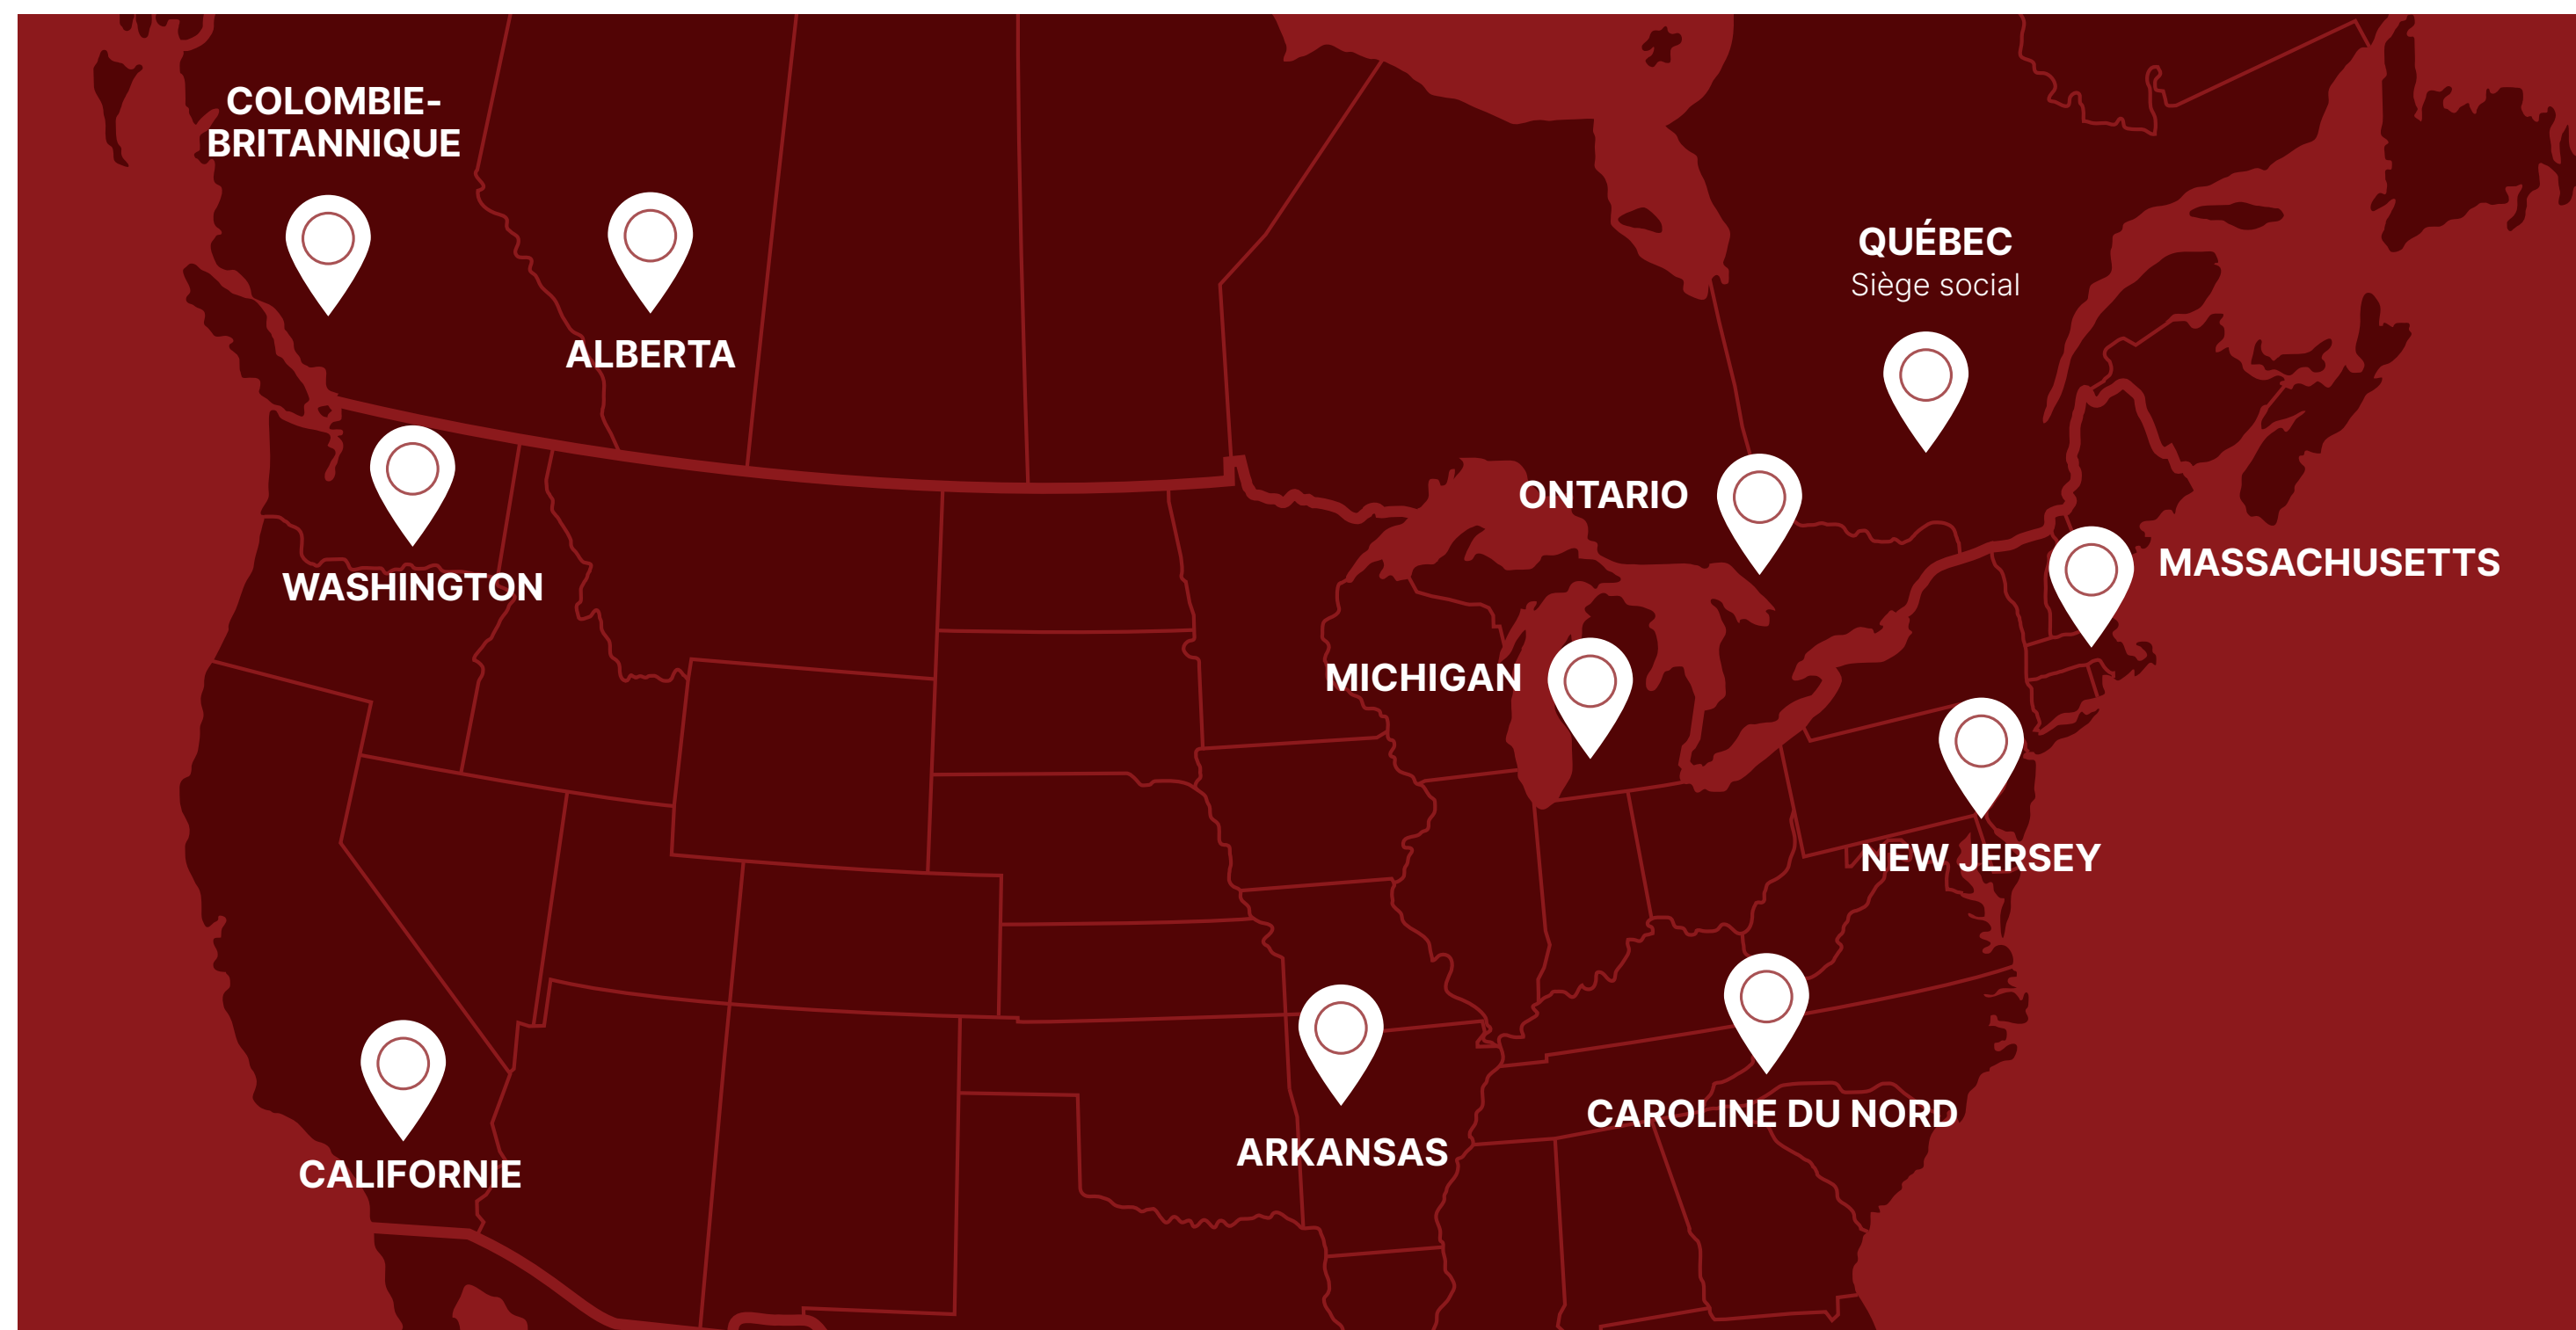 COLOMBIE-
BRITANNIQUE
ALBERTA
QUÉBEC
Siège social
ONTARIO
MASSACHUSETTS
WASHINGTON
MICHIGAN
NEW JERSEY
CAROLINE DU NORD
ARKANSAS
CALIFORNIE